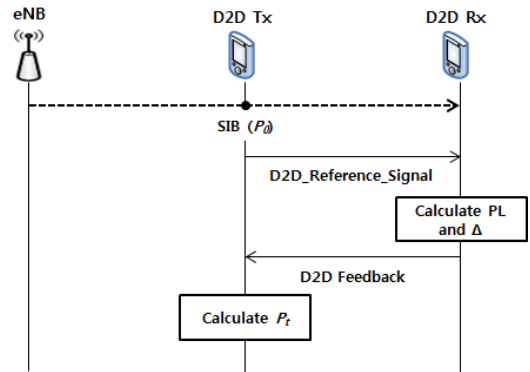 eNB
D2D Tx
D2D Rx
SIB (P0)
D2D_Reference_Signal
Calculate PL
and Δ
D2D Feedback
Calculate Pt